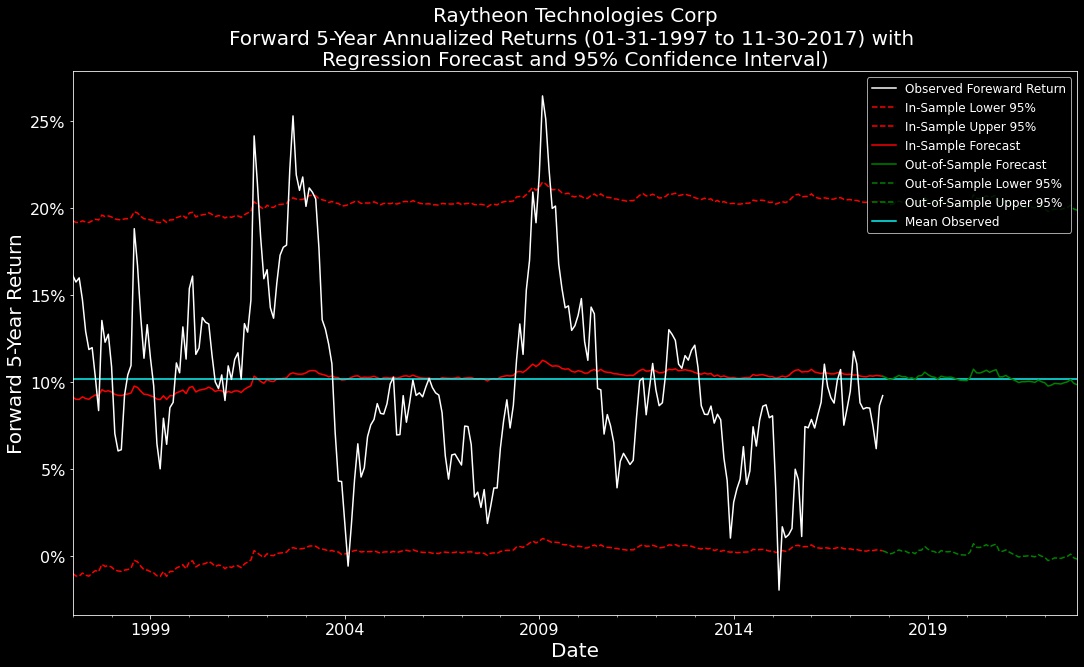 Raytheon Technologies Corp
Forward 5-Year Annualized Returns (01-31-1997 to 11-30-2017) with
Regression Forecast and 95% Confidence Interval)
Observed Foreward Return
In-Sample Lower 95%
In-Sample Upper 95%
In-Sample Forecast
Out-of-Sample Forecast
Out-of-Sample Lower 95%
Out-of-Sample Upper 95%
Mean Observed
Forward 5-Year Return
25%
20%
15%
10%
5%
0%
1999 2004 2009 2014 2019
Date